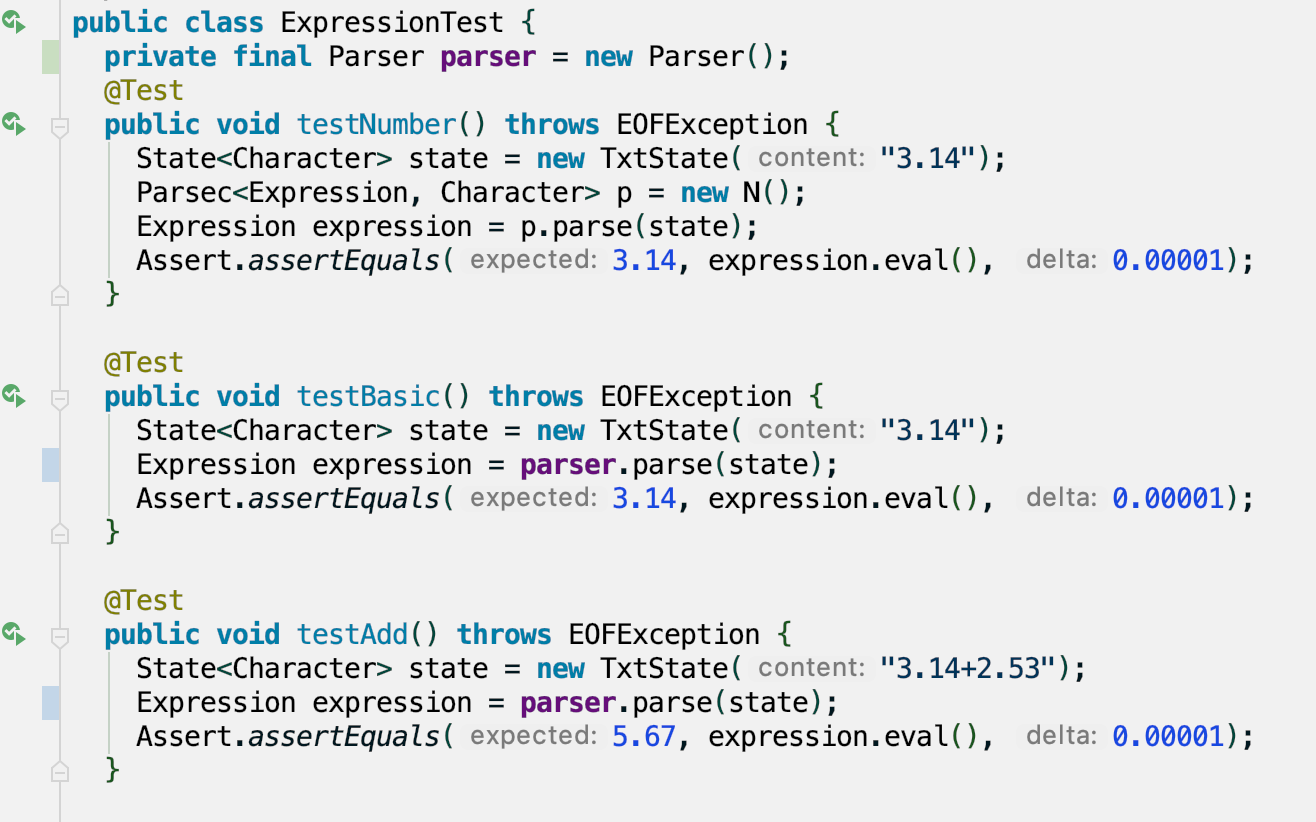 public class ExpressionTest {
private final Parser parser = new Parser();
@Test
public void testNumber() throws EOFException {
State<Character> state = new TxtState( content: "3.14");
Parsec<Expression, Character> p = new N();
Expression expression = p.parse(state);
Assert.assertEquals( expected: 3.14, expression.eval(), delta: 0.00001);
}
@Test
public void testBasic() throws EOFException {
State<Character> state = new TxtState( content: "3.14");
Expression expression = parser.parse(state);
Assert.assertEquals( expected: 3.14, expression.eval(), delta: 0.00001);
}
@Test
public void testAdd() throws EOFException {
State<Character> state = new TxtState( content: "3.14+2.53");
Expression expression = parser.parse(state);
Assert.assertEquals( expected: 5.67, expression.eval(), delta: 0.00001);
}